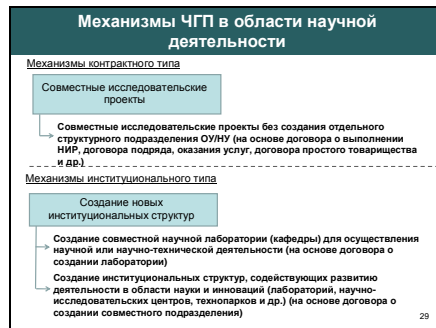 Механизмы ЧГП в области научной
деятельности
Механизмы контрактного типа
Совместные исследовательские
проекты
Совместные исследовательские проекты без создания отдельного
структурного подразделения ОУ/НУ (на основе договора о выполнении
НИР, договора подряда, оказания услуг, договора простого товарищества
и др.)
Механизмы институционального типа
Создание новых
институциональных структур
Создание совместной научной лаборатории (кафедры) для осуществления
научной или научно-технической деятельности (на основе договора о
создании лаборатории)
Создание институциональных структур, содействующих развитию
деятельности в области науки и инноваций (лабораторий, научно-
исследовательских центров, технопарков и др.) (на основе договора о
создании совместного подразделения)
29